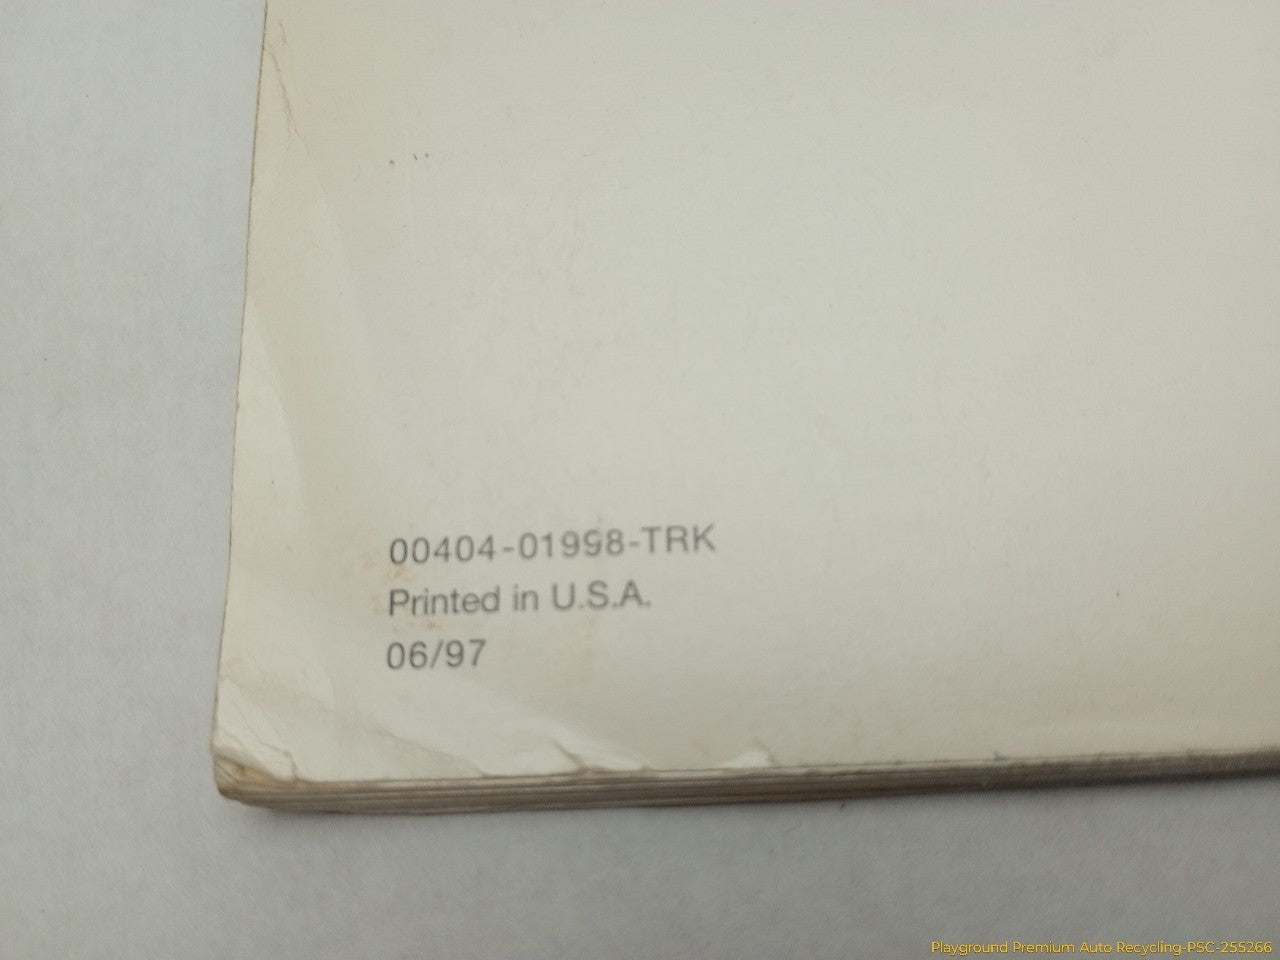 00404-01998-TRK
Printed in U.S.A.
06/97
Playground Premium Auto Recycling-PSC-255266